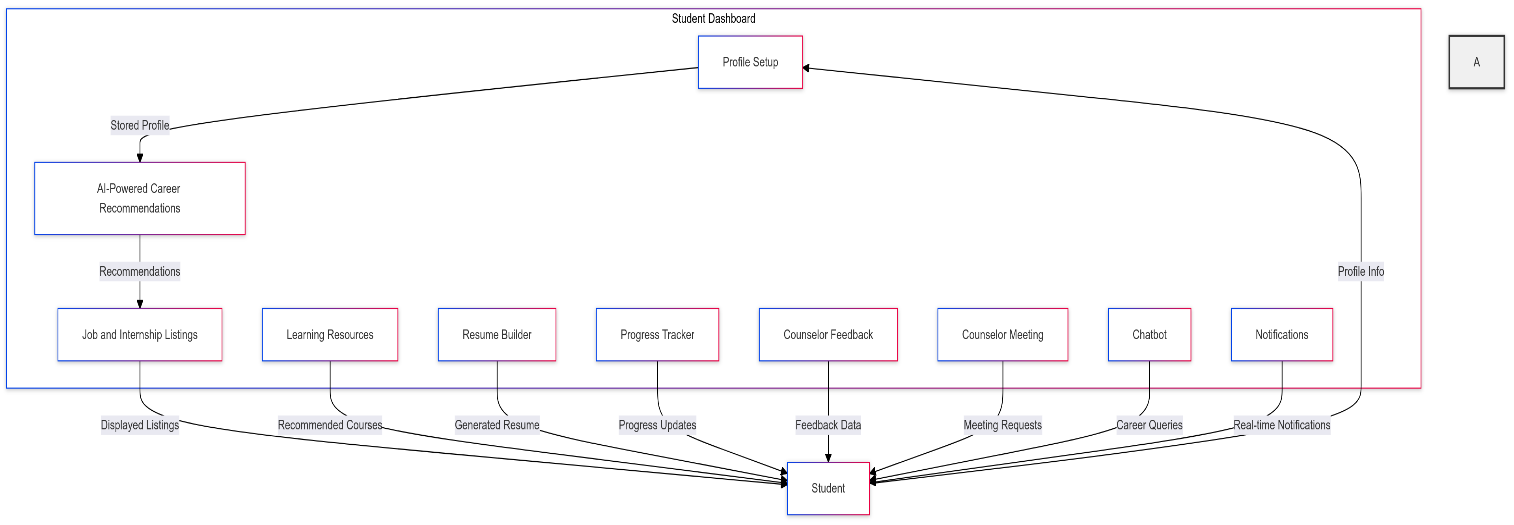 Student Dashboard
Profile Setup
A
Stored Profile
AI-Powered Career
Recommendations
Recommendations
Profile Info
Job and Internship Listings
Learning Resources
Resume Builder
Progress Tracker
Counselor Feedback
Counselor Meeting
Chatbot
Notifications
Displayed Listings
Recommended Courses
Generated Resume
Progress Updates
Feedback Data
Meeting Requests
Career Queries
Real-time Notifications
Student